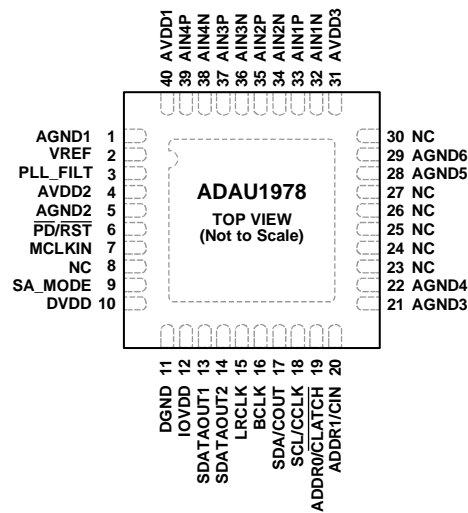 40 AVDD1
39 AIN4P
38 AIN4N
37 AIN3P
36 AIN3N
35 AIN2P
34 AIN2N
33 AIN1P
32 AIN1N
31 AVDD3
AGND1 1
VREF 2
PLL_FILT 3
AVDD2 4
AGND2 5
PD/RST 6
MCLKIN 7
NC 8
SA_MODE 9
DVDD 10
ADAU1978
TOP VIEW
(Not to Scale)
30 NC
29 AGND6
28 AGND5
27 NC
26 NC
25 NC
24 NC
23 NC
22 AGND4
21 AGND3
DGND 11
IOVDD 12
SDATAOUT1 13
SDATAOUT2 14
LRCLK 15
BCLK 16
SDA/COUT 17
SCL/CCLK 18
ADDR0/CLATCH 19
ADDR1/CIN 20